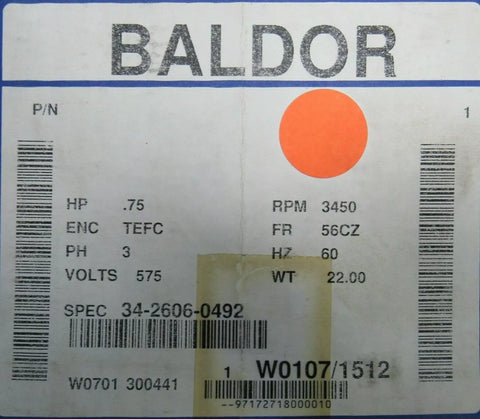 BALDOR
P/N 1
HP .75 RPM 3450
ENC TEFC FR 56CZ
PH 3 HZ 60
VOLTS 575 WT 22.00
SPEC 34-2606-0492
1 W0107/1512
W0701 300441
--97172718000010